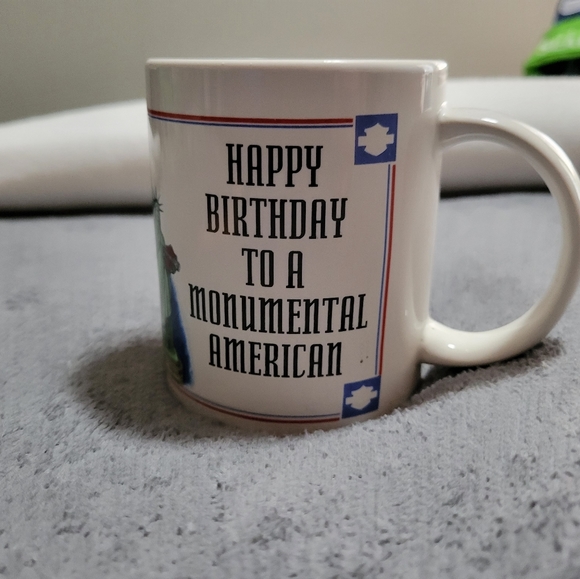 HAPPY
BIRTHDAY
TO A
MONUMENTAL
AMERICAN